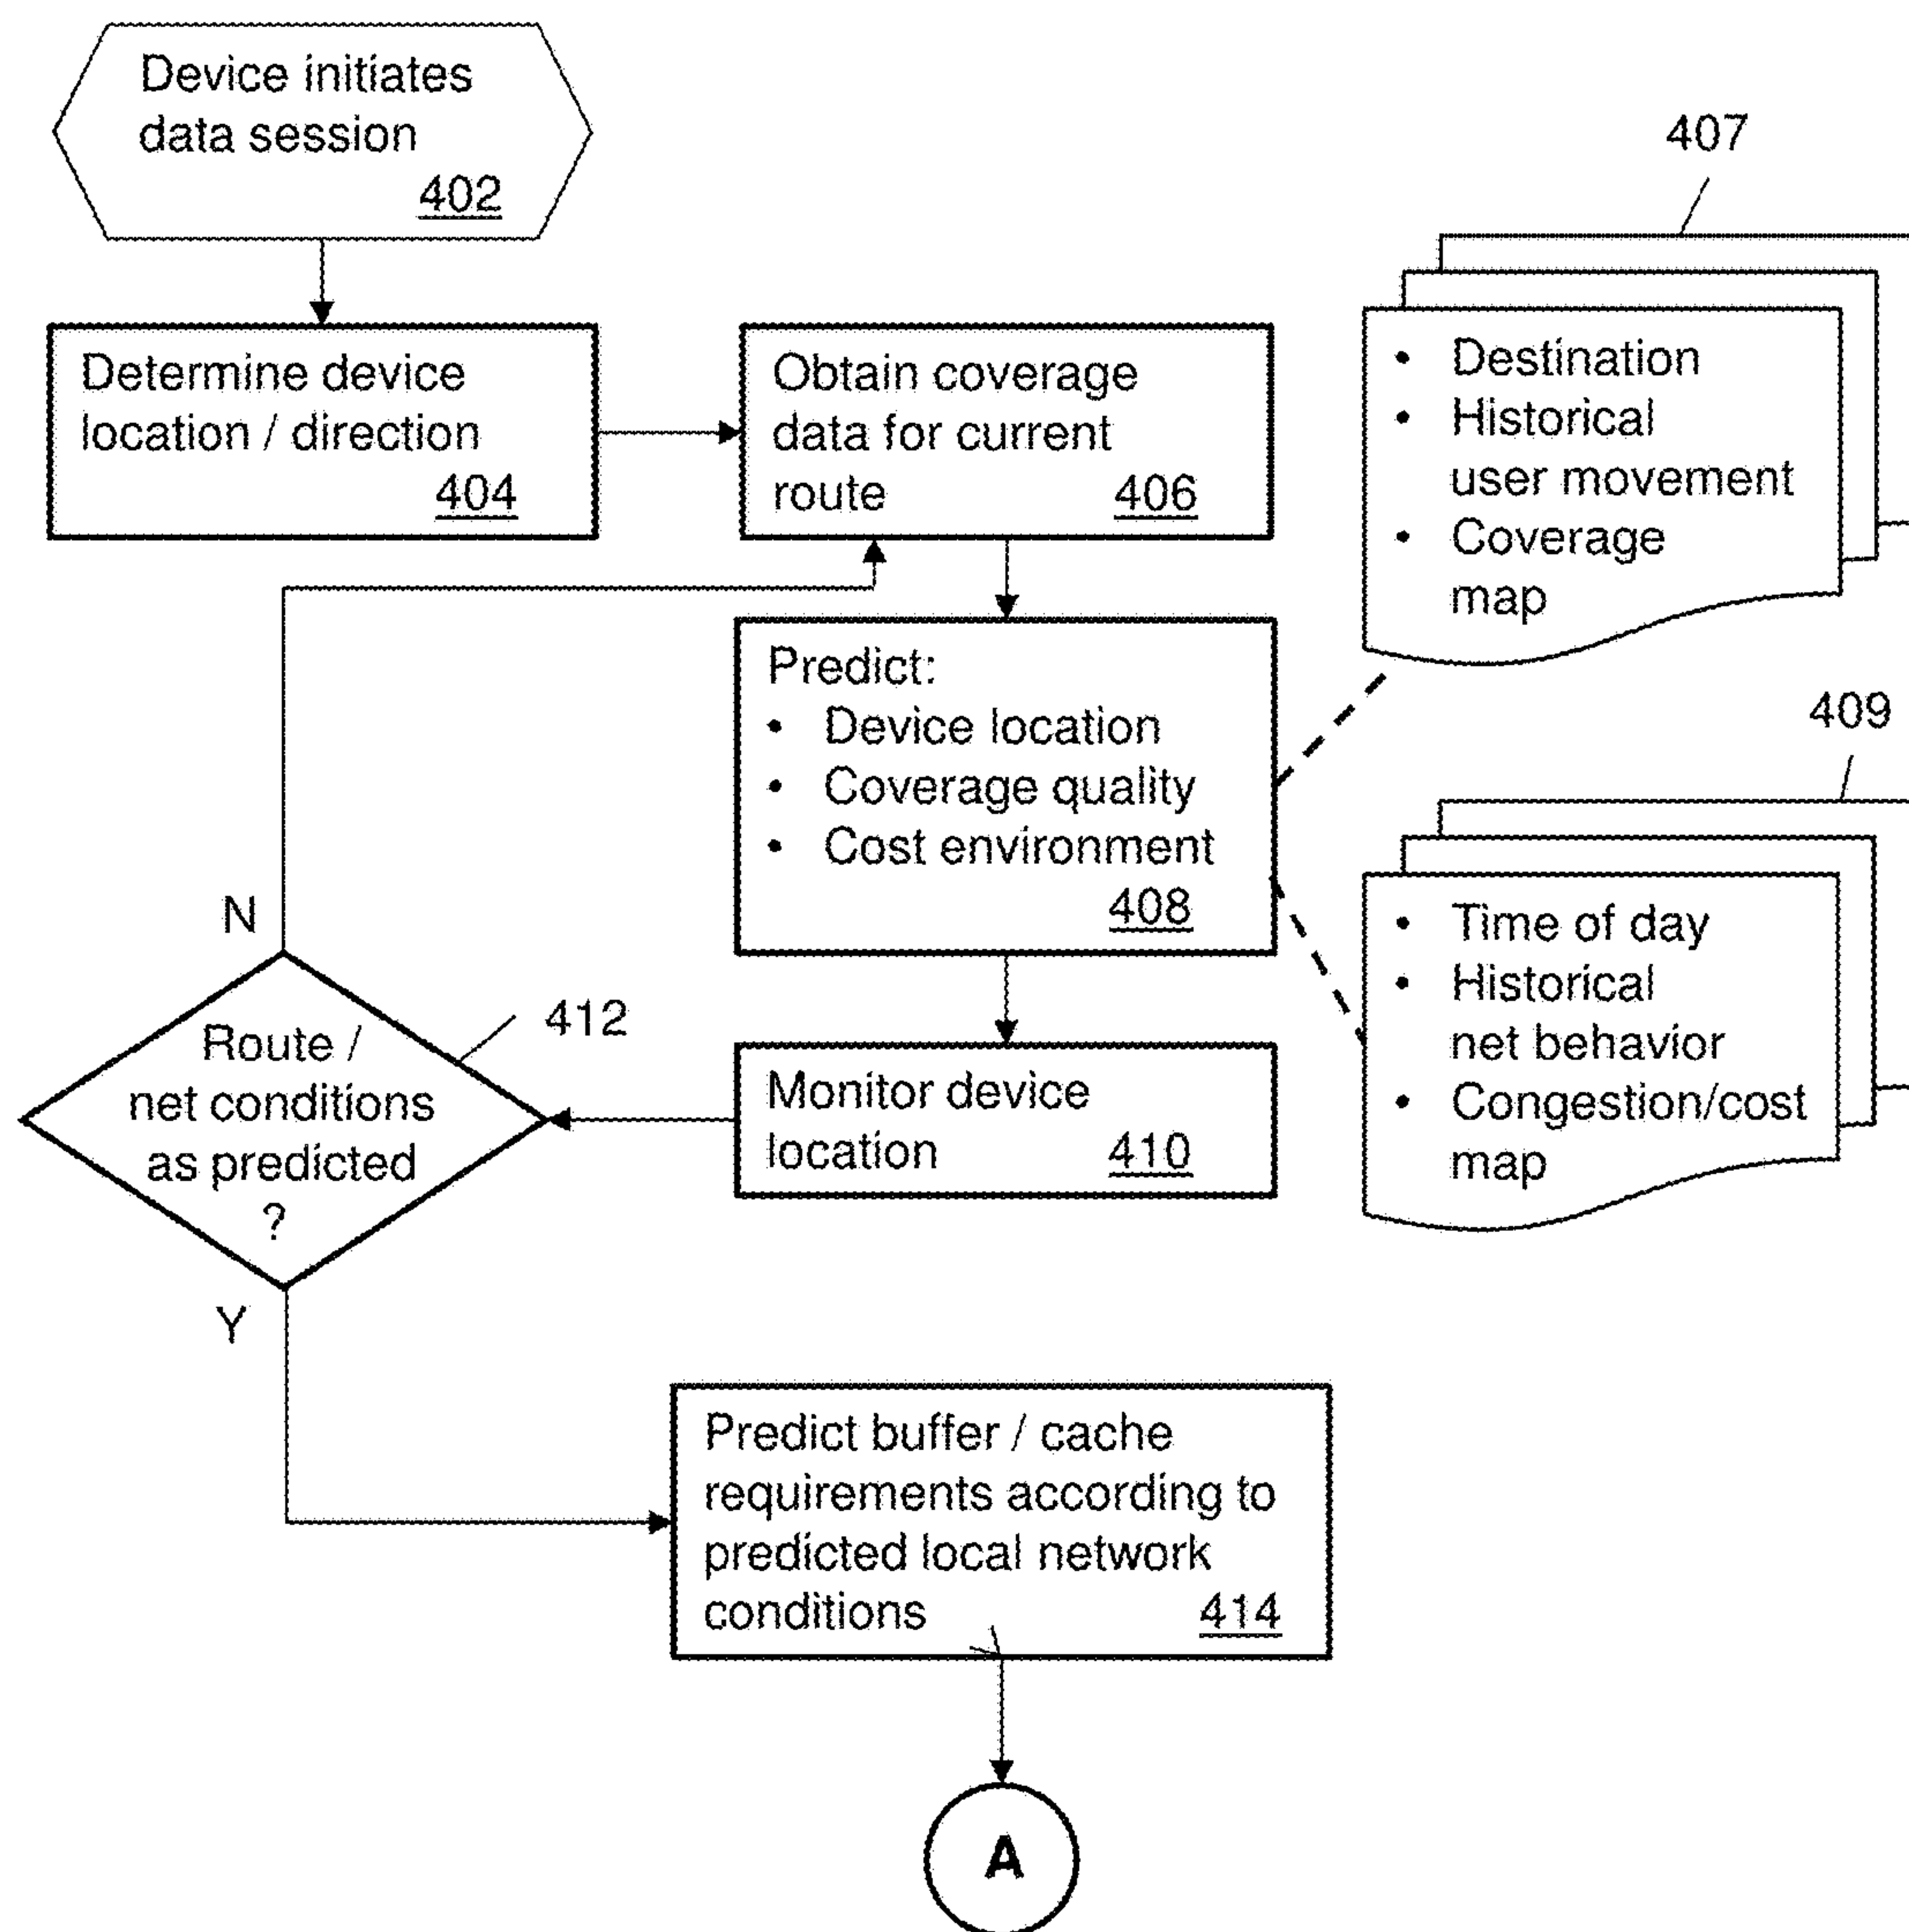 Device initiates
data session
402
Determine device
location / direction
404
Obtain coverage
data for current
route 406
407
• Destination
• Historical
user movement
• Coverage
map
Predict:
• Device location
• Coverage quality
• Cost environment
408
409
• Time of day
• Historical
net behavior
• Congestion/cost
map
Monitor device
location 410
N
412
Route /
net conditions
as predicted
?
Y
Predict buffer / cache
requirements according to
predicted local network
conditions 414
A